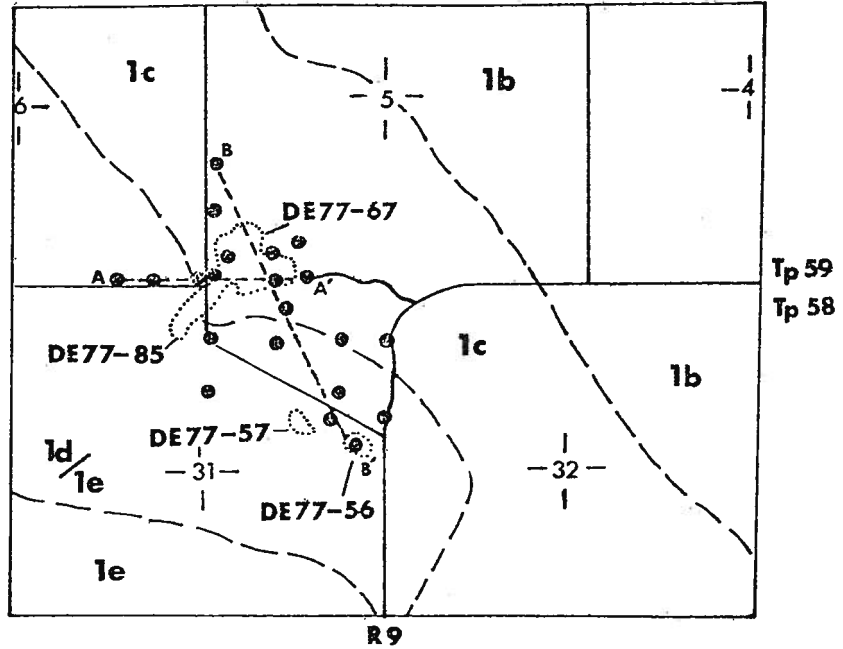 1c
1b
6
5
4
B
DE77-67
A
A'
Tp 59
Tp 58
DE77-85
1c
1b
DE77-57
1d/1e
31
B'
32
DE77-56
1e
R9